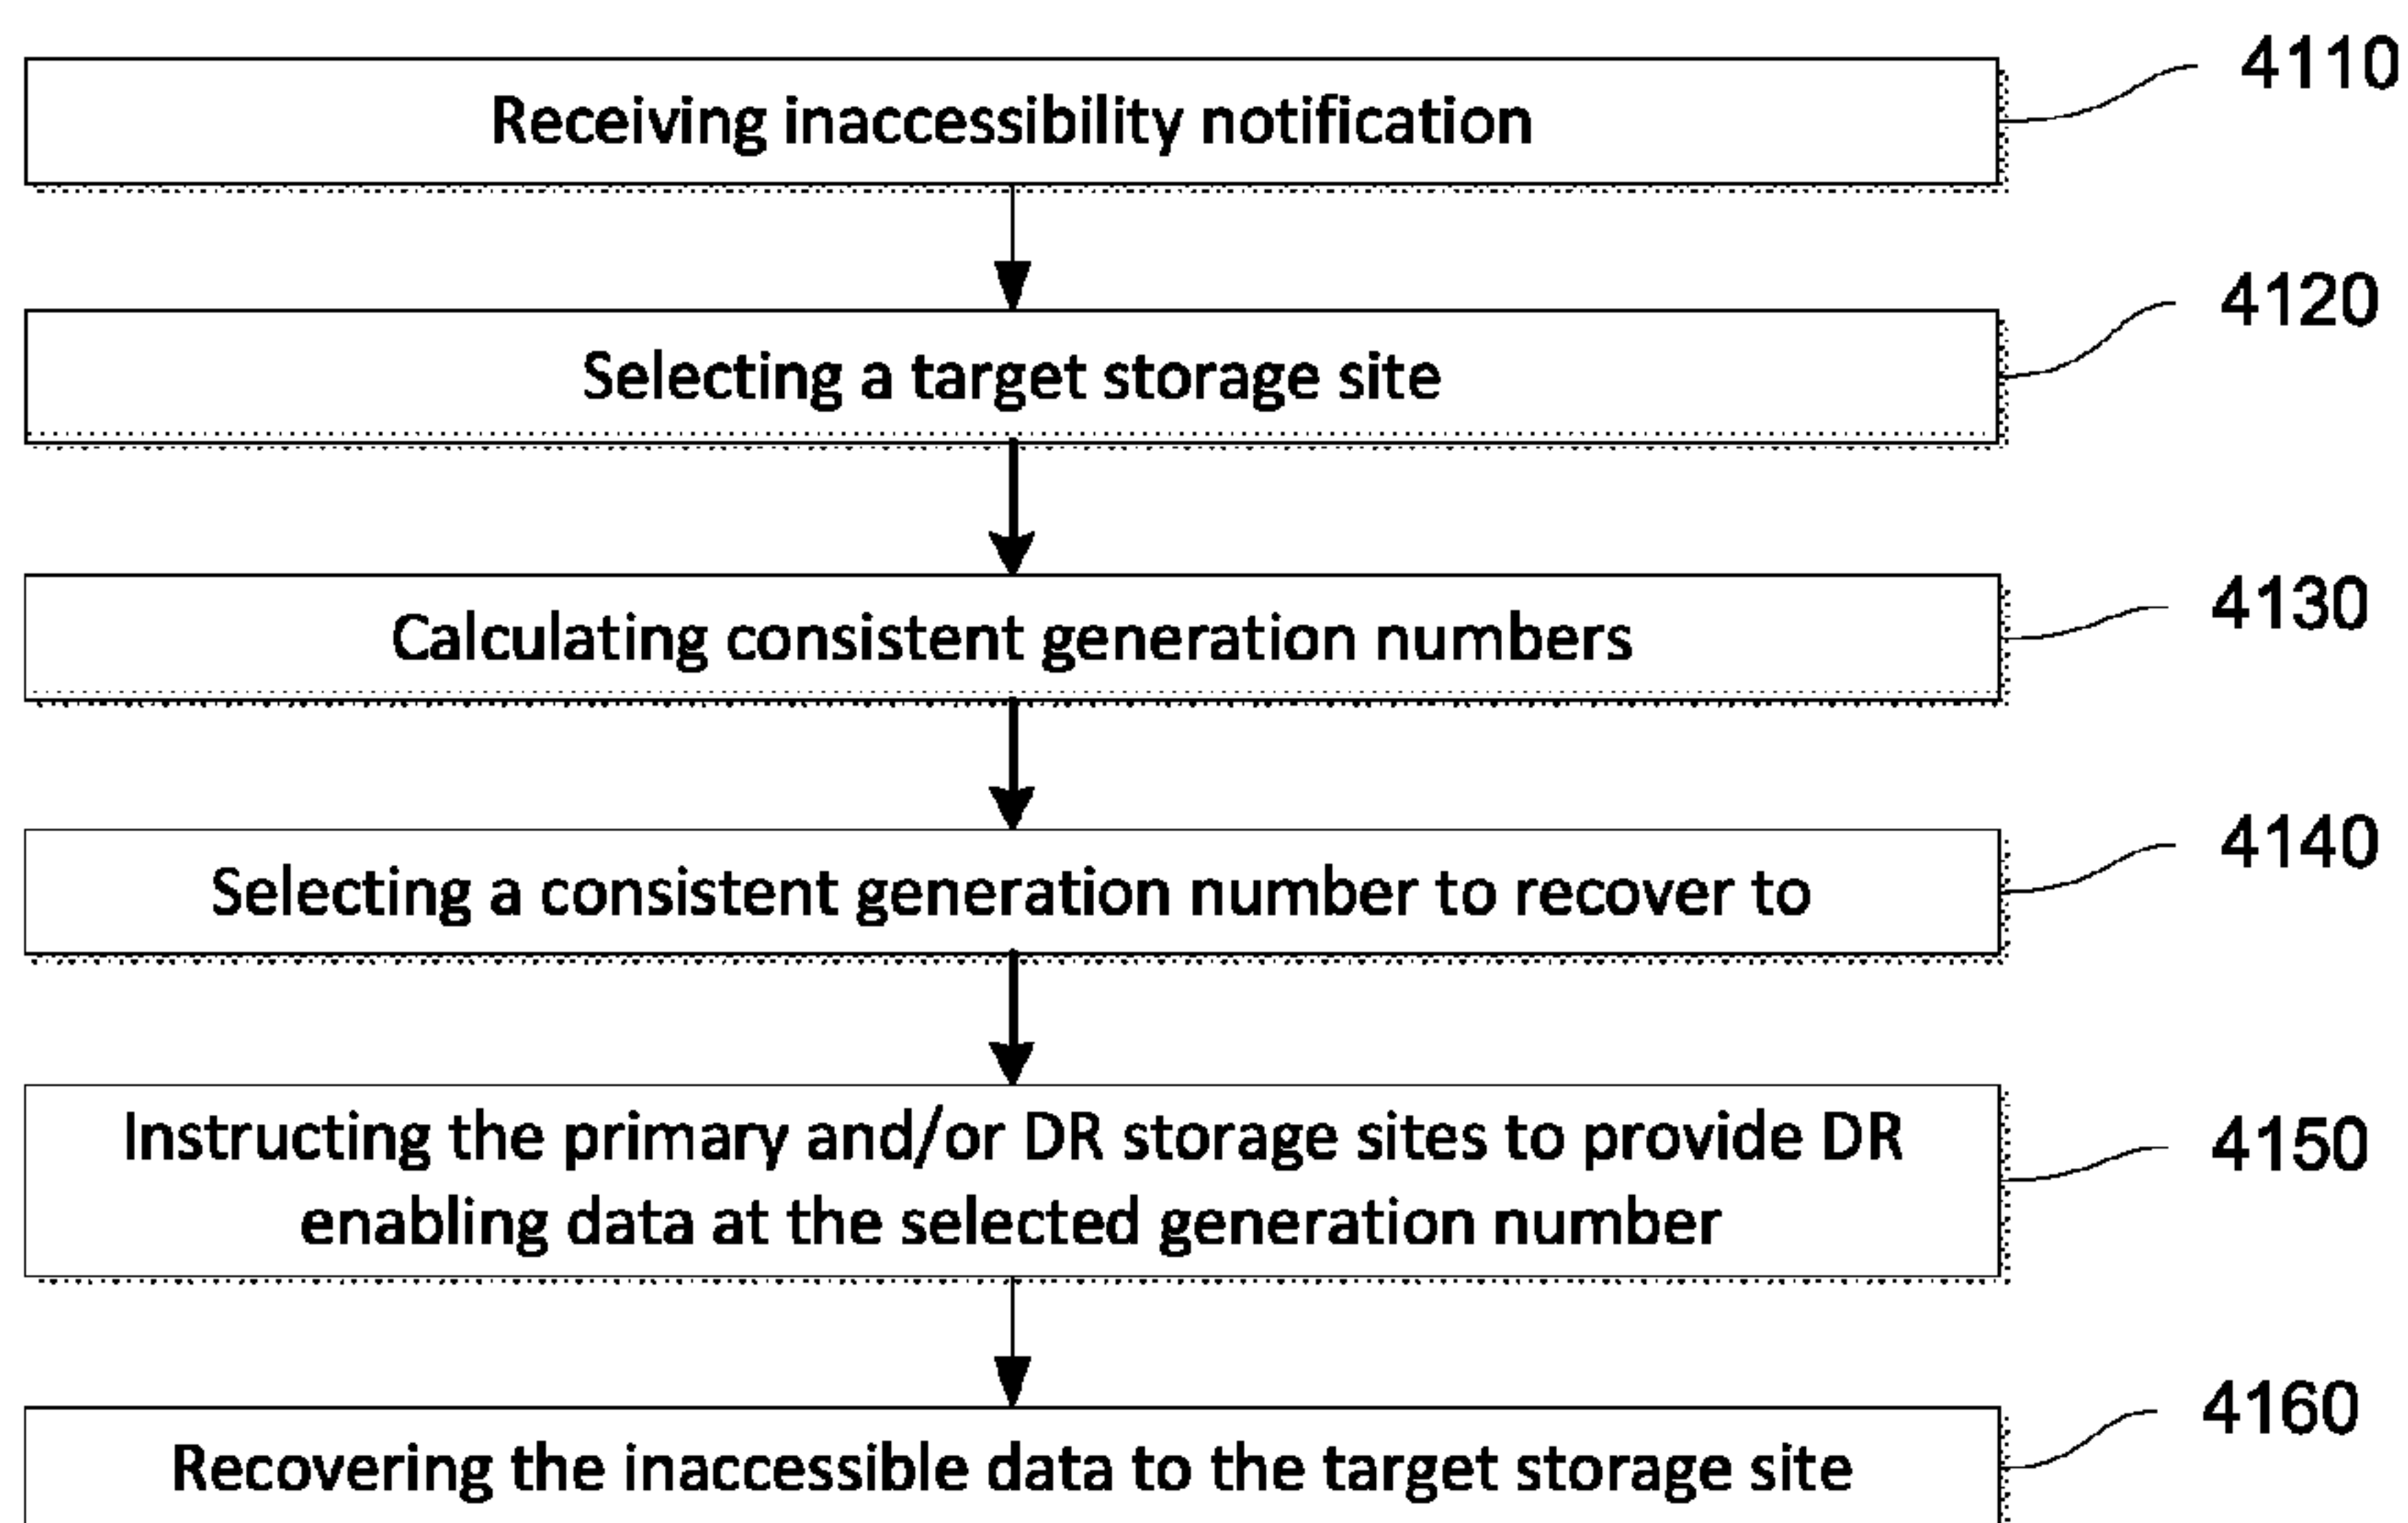 Receiving inaccessibility notification
4110
Selecting a target storage site
4120
Calculating consistent generation numbers
4130
Selecting a consistent generation number to recover to
4140
Instructing the primary and/or DR storage sites to provide DR
enabling data at the selected generation number
4150
Recovering the inaccessible data to the target storage site
4160